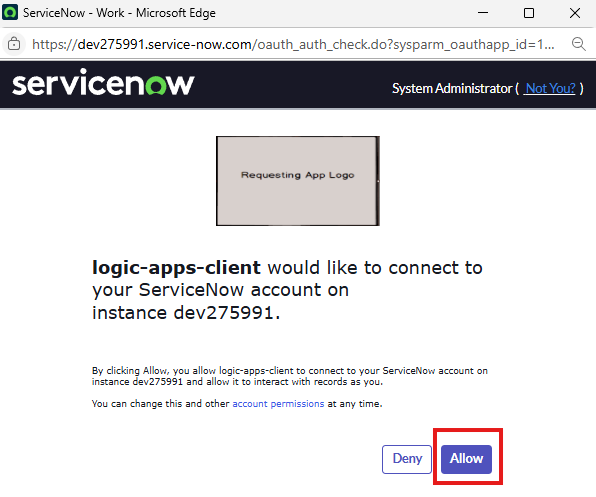 ServiceNow - Work - Microsoft Edge
https://dev275991.service-now.com/oauth_auth_check.do?sysparm_oauthapp_id=1...
servicenow
System Administrator ( Not You? )
Requesting App Logo
logic-apps-client would like to connect to
your ServiceNow account on
instance dev275991.
By clicking Allow, you allow logic-apps-client to connect to your ServiceNow account on
instance dev275991 and allow it to interact with records as you.
You can change this and other account permissions at any time.
Deny
Allow